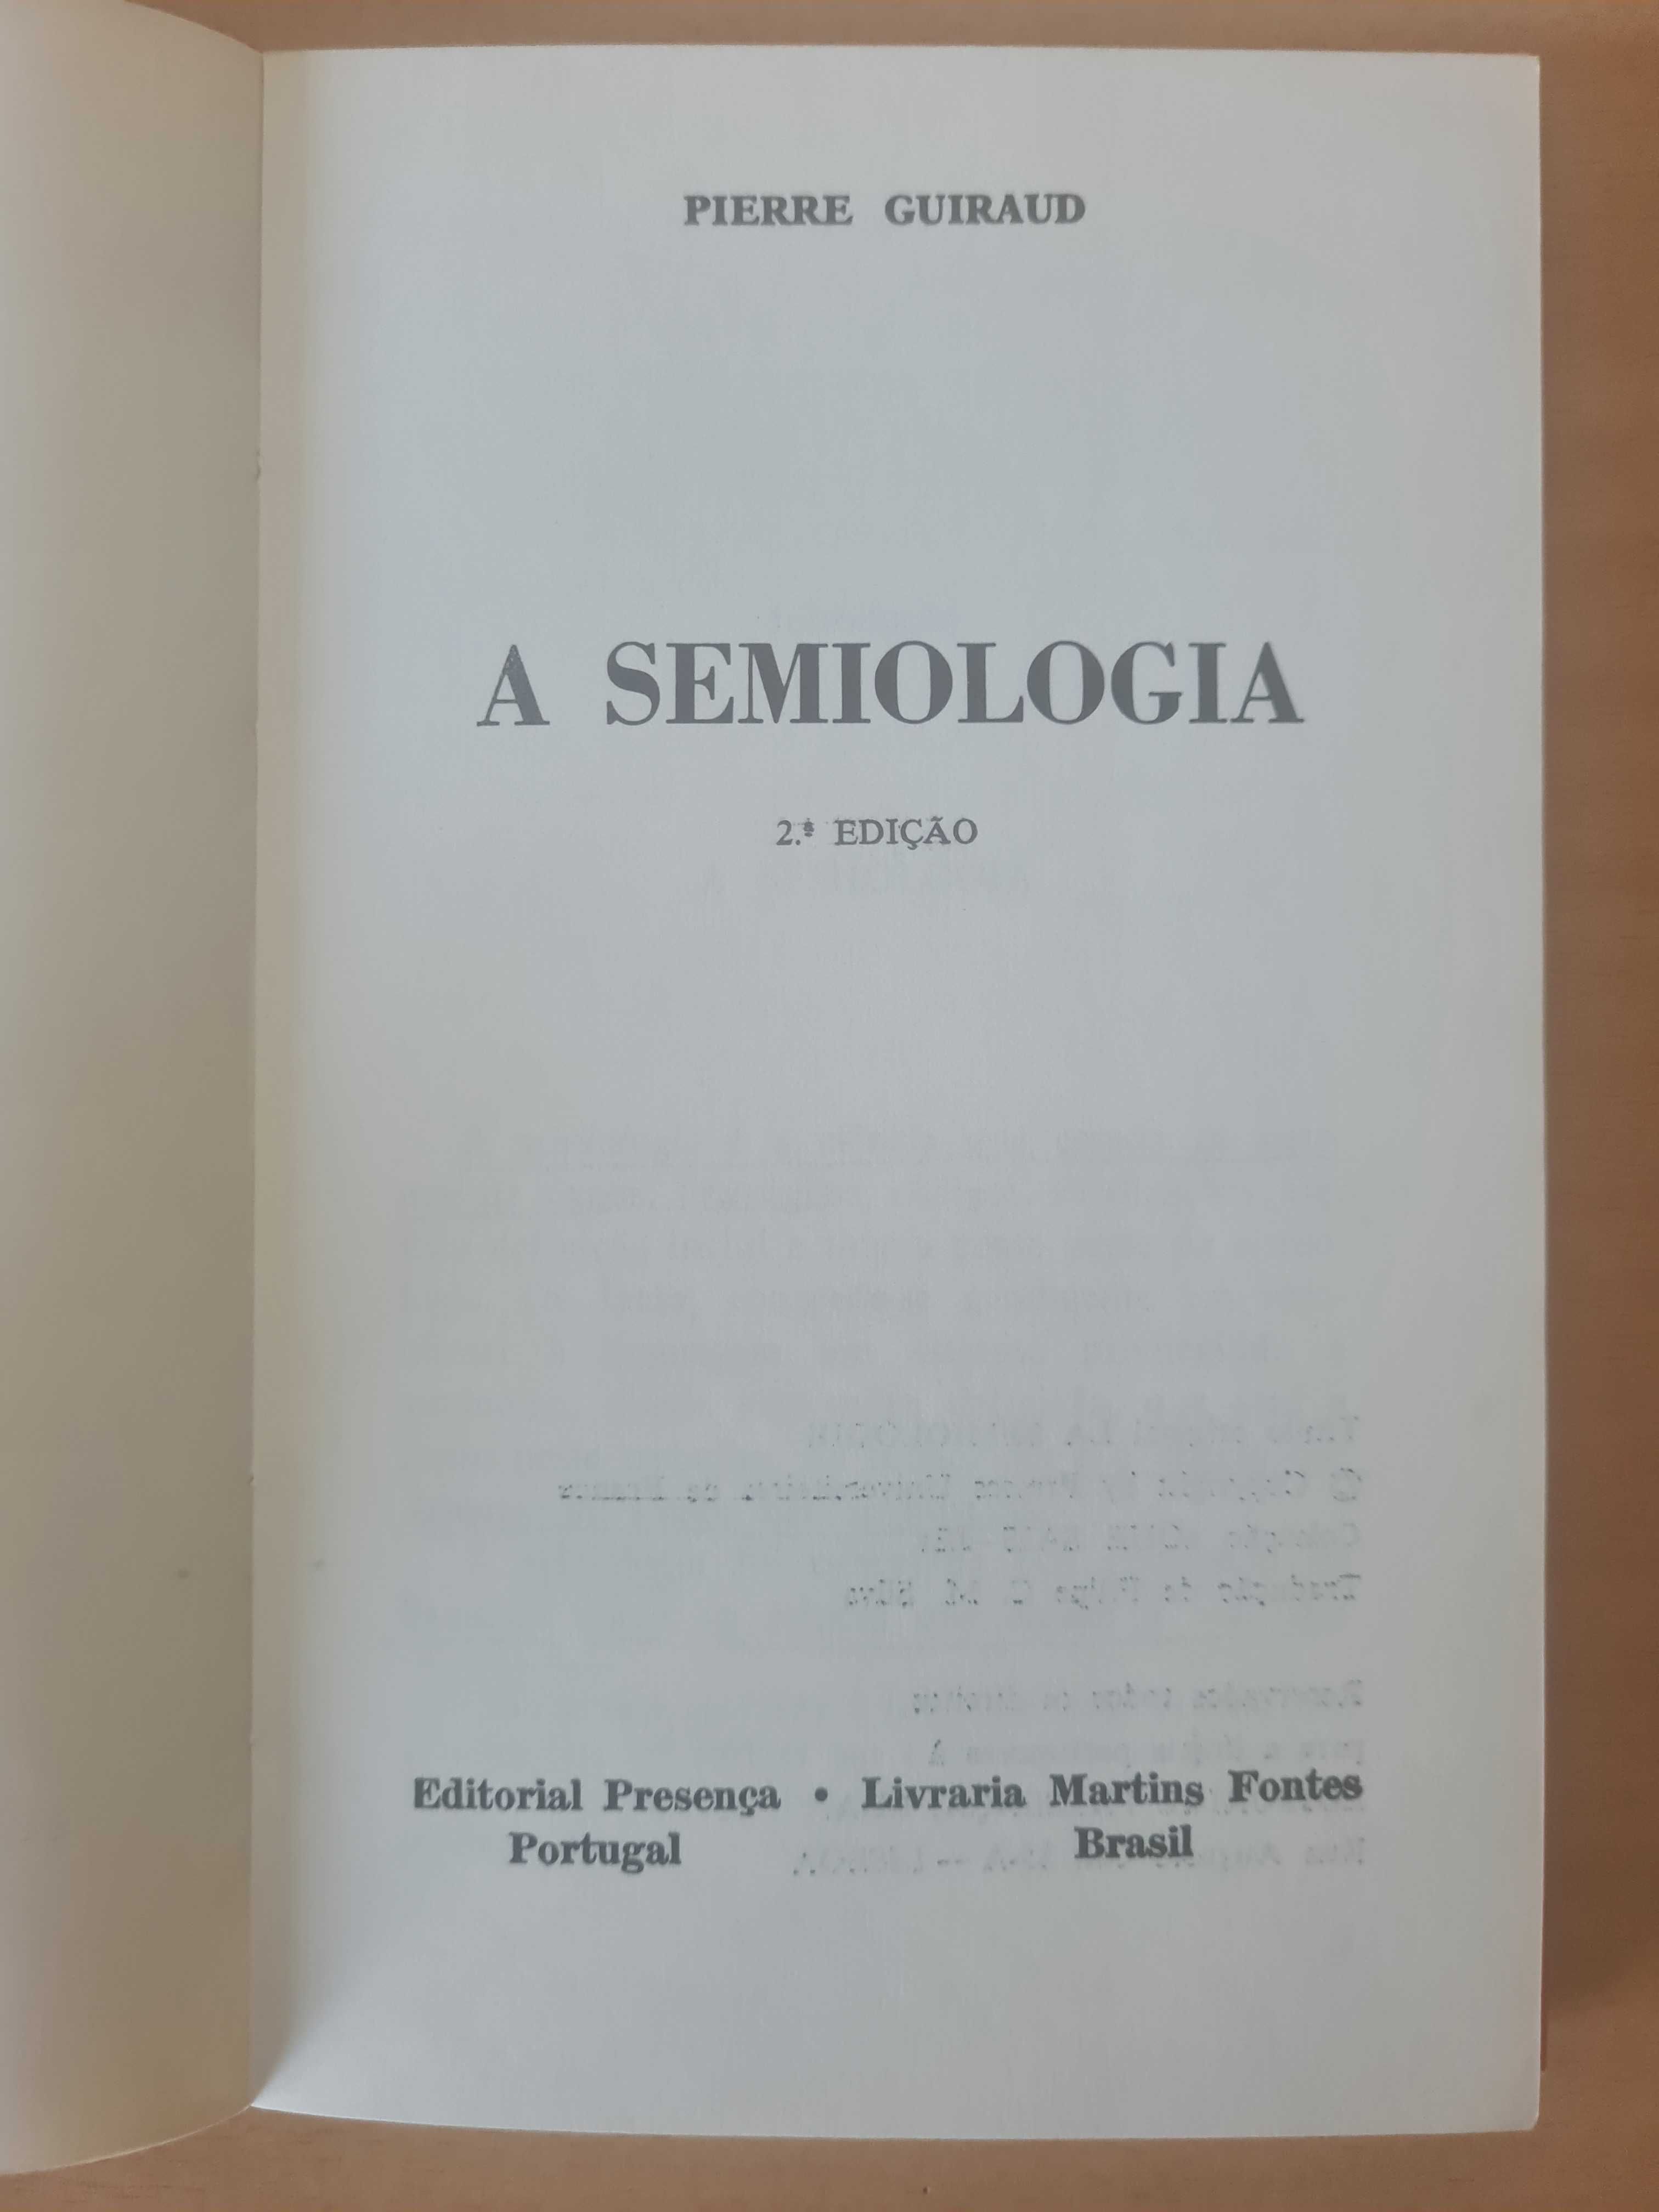 PIERRE GUIRAUD
A SEMIOLOGIA
2.ª EDIÇÃO
Editorial Presença • Livraria Martins Fontes
Portugal Brasil